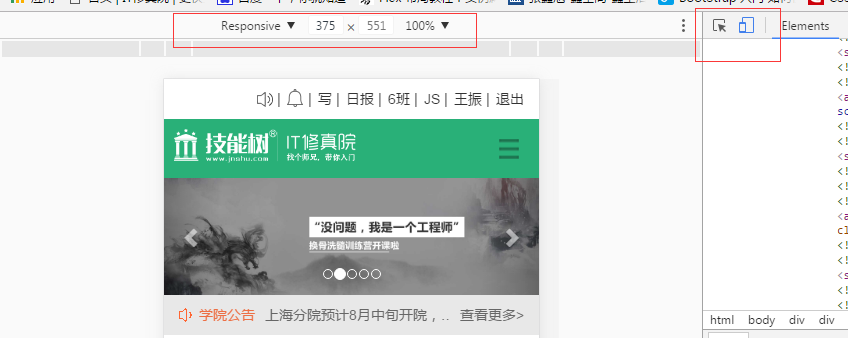 Responsive ▼ 375 × 551 100% ▼
Elements
| 写 | 日报 | 6班 | JS | 王振 | 退出
技能树® IT修真院
www.jnshu.com 找个师兄，带你入门
“没问题，我是一个工程师”
换骨洗髓训练营开课啦
学院公告 上海分院预计8月中旬开院，... 查看更多>
html body div div